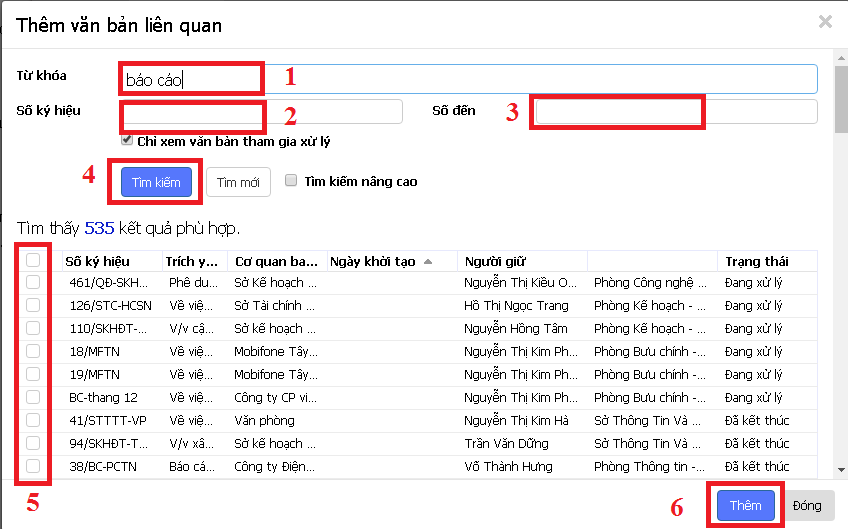 Thêm văn bản liên quan ×
Từ khóa báo cáo 1
Số ký hiệu 2 Số đến 3
Chỉ xem văn bản tham gia xử lý
4 Tìm kiếm Tìm mới Tìm kiếm nâng cao
Tìm thấy 535 kết quả phù hợp.
Số ký hiệu Trích y... Cơ quan ba... Ngày khởi tạo Người giữ Trạng thái
461/QĐ-SKH... Phê du... Sở Kế hoạch ... Nguyễn Thị Kiều O... Phòng Công nghệ ... Đang xử lý
126/STC-HCSN Về việ... Sở Tài chính Hồ Thị Ngọc Trang Phòng Kế hoạch - ... Đang xử lý
110/SKHĐT-... V/v cậ... Sở kế hoạch ... Nguyễn Hồng Tâm Phòng Kế hoạch - ... Đang xử lý
18/MFTN Về việ... Mobifone Tây... Nguyễn Thị Kim Ph... Phòng Bưu chính -... Đang xử lý
19/MFTN Về việ... Mobifone Tây... Nguyễn Thị Kim Ph... Phòng Bưu chính -... Đang xử lý
BC-thang 12 Về việ... Công ty CP vi... Nguyễn Thị Kim Ph... Phòng Bưu chính -... Đang xử lý
41/STTTT-VP Về việ... Văn phòng Nguyễn Thị Kim Hà Sở Thông Tin Và ... Đã kết thúc
94/SKHĐT-T... V/v xâ... Sở kế hoạch ... Trần Văn Dững Sở Thông Tin Và ... Đã kết thúc
38/BC-PCTN Báo cá... Công ty Điện... Võ Thành Hưng Phòng Thông tin -... Đã kết thúc
5 6 Thêm Đóng